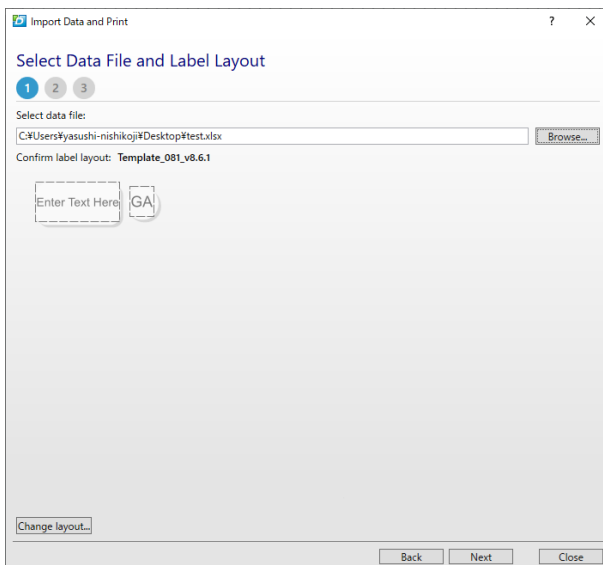 Import Data and Print
?
Select Data File and Label Layout
1 2 3
Select data file:
C:¥Users¥yasushi-nishikoji¥Desktop¥test.xlsx
Browse...
Confirm label layout: Template_081_v8.6.1
Enter Text Here
GA
Change layout...
Back
Next
Close